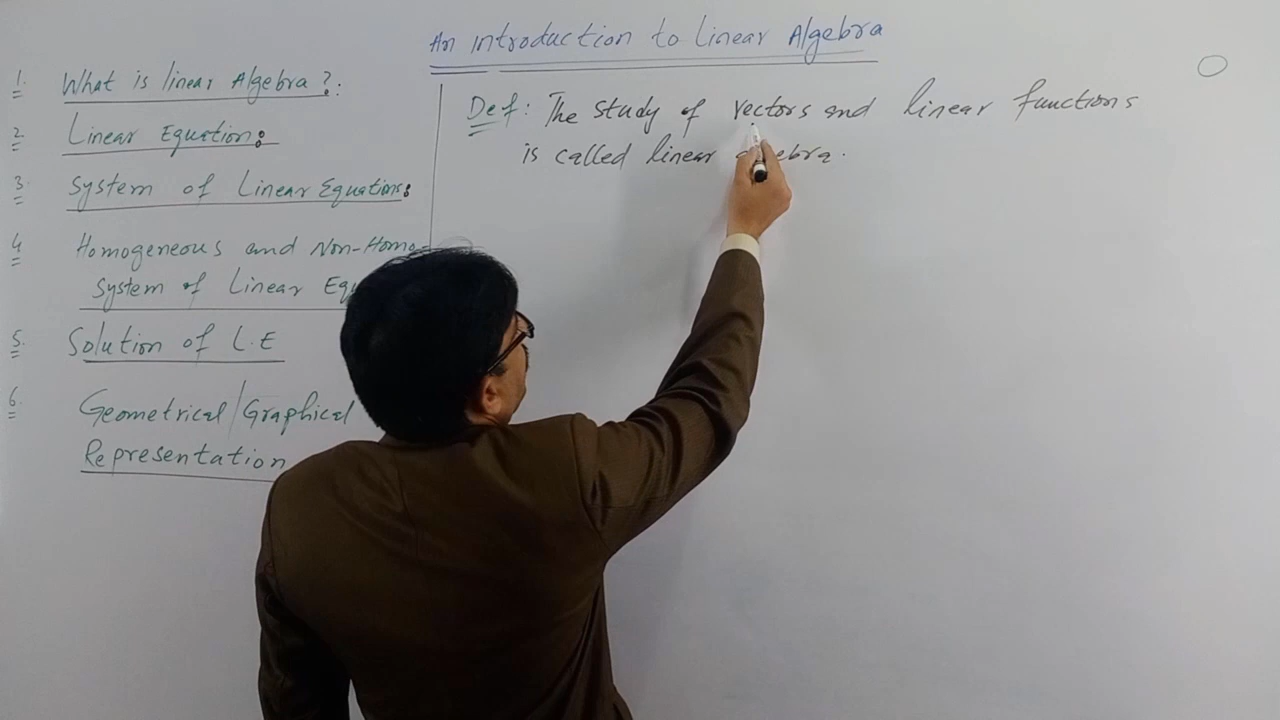 An Introduction to Linear Algebra
1. What is linear Algebra?:
2. Linear Equation:
3. System of Linear Equations:
4. Homogeneous and Non-Homo-
System of Linear
5. Solution of L.E
6. Geometrical/Graphical
Representation
Def: The study of vectors and linear functions
is called linear algebra.